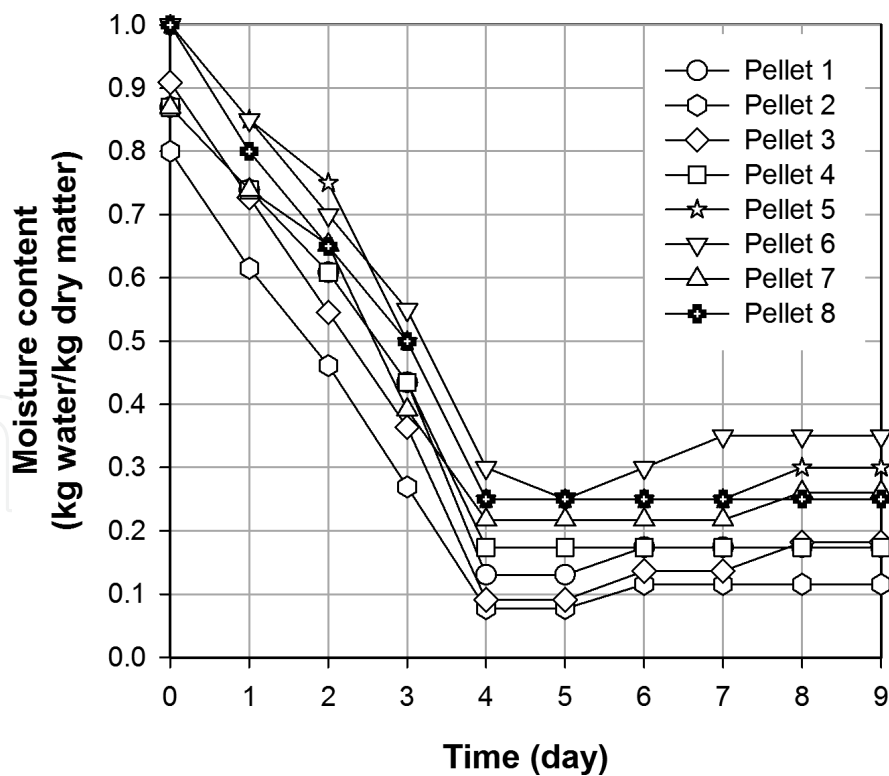 Moisture content
(kg water/kg dry matter)
1.0
0.9
0.8
0.7
0.6
0.5
0.4
0.3
0.2
0.1
0.0
Pellet 1
Pellet 2
Pellet 3
Pellet 4
Pellet 5
Pellet 6
Pellet 7
Pellet 8
0 1 2 3 4 5 6 7 8 9
Time (day)